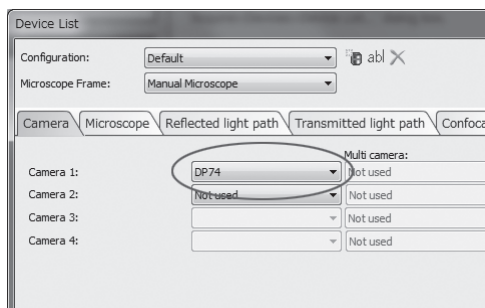 Device List
Configuration: Default abI
Microscope Frame: Manual Microscope
Camera Microscope Reflected light path Transmitted light path Confoca
Multi camera:
Camera 1: DP74 Not used
Camera 2: Not used Not used
Camera 3: Not used
Camera 4: Not used